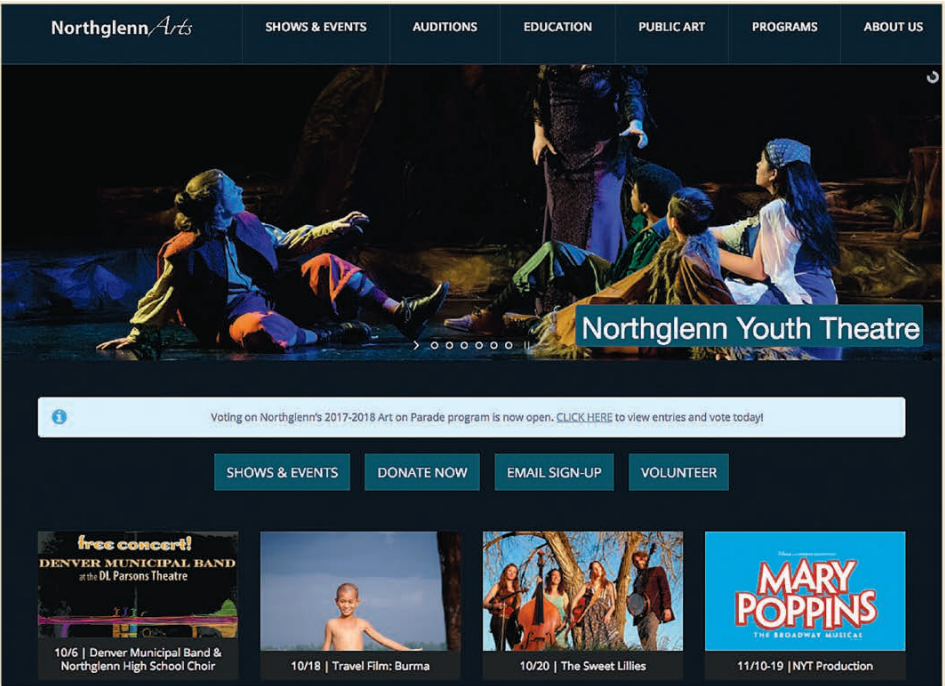 Northglenn Arts
SHOWS & EVENTS
AUDITIONS
EDUCATION
PUBLIC ART
PROGRAMS
ABOUT US
Northglenn Youth Theatre
Voting on Northglenn's 2017-2018 Art on Parade program is now open. CLICK HERE to view entries and vote today!
SHOWS & EVENTS
DONATE NOW
EMAIL SIGN-UP
VOLUNTEER
free concert!
DENVER MUNICIPAL BAND
at the DL Parsons Theatre
10/6 | Denver Municipal Band &
Northglenn High School Choir
10/18 | Travel Film: Burma
10/20 | The Sweet Lillies
MARY
POPPINS
THE BROADWAY MUSICAL
11/10-19 |NYT Production